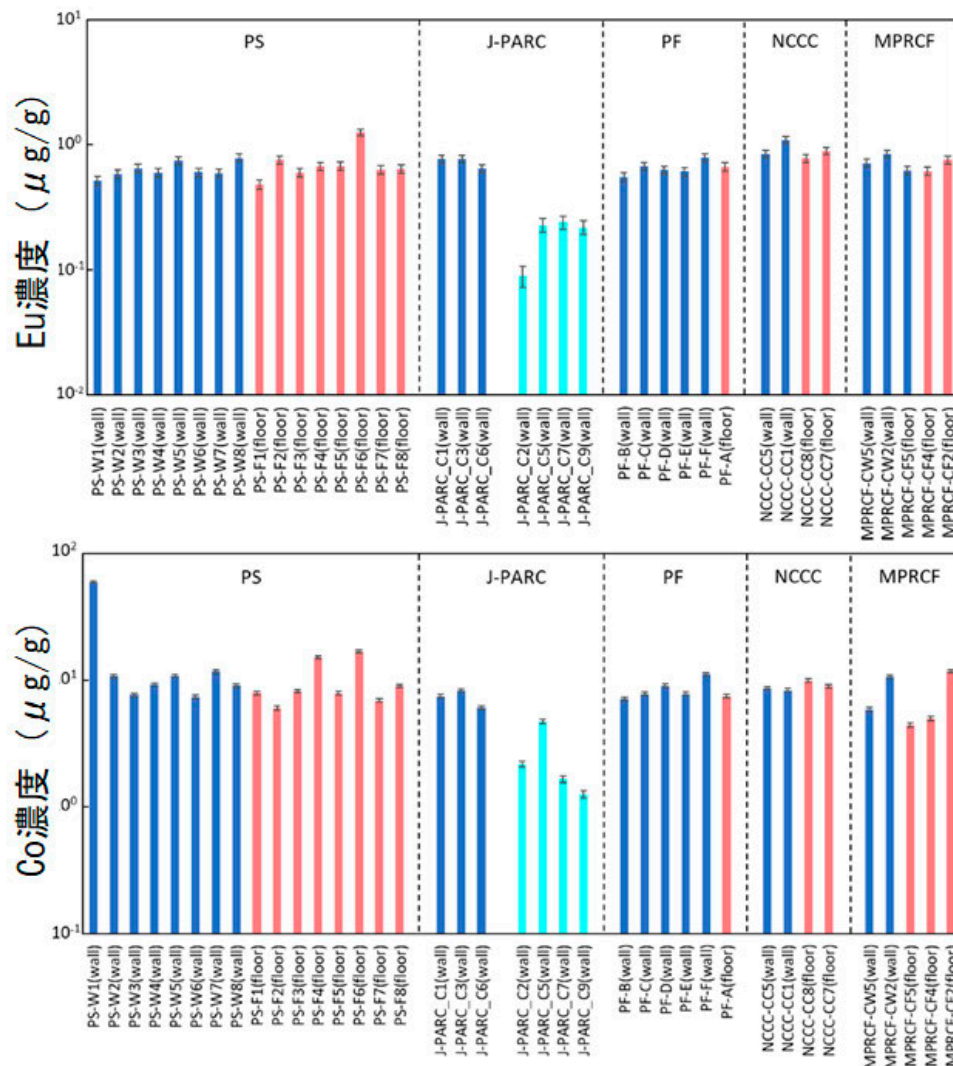 Eu濃度 (μg/g)
10¹
10⁰
10⁻¹
10⁻²
PS
J-PARC
PF
NCCC
MPRCF
PS-W1(wall)
PS-W2(wall)
PS-W3(wall)
PS-W4(wall)
PS-W5(wall)
PS-W6(wall)
PS-W7(wall)
PS-W8(wall)
PS-F1(floor)
PS-F2(floor)
PS-F3(floor)
PS-F4(floor)
PS-F5(floor)
PS-F6(floor)
PS-F7(floor)
PS-F8(floor)
J-PARC_C1(wall)
J-PARC_C3(wall)
J-PARC_C6(wall)
J-PARC_C2(wall)
J-PARC_C5(wall)
J-PARC_C7(wall)
J-PARC_C9(wall)
PF-B(wall)
PF-C(wall)
PF-D(wall)
PF-E(wall)
PF-F(wall)
PF-A(floor)
NCCC-CC5(wall)
NCCC-CC1(wall)
NCCC-CC8(floor)
NCCC-CC7(floor)
MPRCF-CW5(wall)
MPRCF-CW2(wall)
MPRCF-CF5(floor)
MPRCF-CF4(floor)
MPRCF-CF2(floor)
Co濃度 (μg/g)
10²
10¹
10⁰
10⁻¹
PS
J-PARC
PF
NCCC
MPRCF
PS-W1(wall)
PS-W2(wall)
PS-W3(wall)
PS-W4(wall)
PS-W5(wall)
PS-W6(wall)
PS-W7(wall)
PS-W8(wall)
PS-F1(floor)
PS-F2(floor)
PS-F3(floor)
PS-F4(floor)
PS-F5(floor)
PS-F6(floor)
PS-F7(floor)
PS-F8(floor)
J-PARC_C1(wall)
J-PARC_C3(wall)
J-PARC_C6(wall)
J-PARC_C2(wall)
J-PARC_C5(wall)
J-PARC_C7(wall)
J-PARC_C9(wall)
PF-B(wall)
PF-C(wall)
PF-D(wall)
PF-E(wall)
PF-F(wall)
PF-A(floor)
NCCC-CC5(wall)
NCCC-CC1(wall)
NCCC-CC8(floor)
NCCC-CC7(floor)
MPRCF-CW5(wall)
MPRCF-CW2(wall)
MPRCF-CF5(floor)
MPRCF-CF4(floor)
MPRCF-CF2(floor)